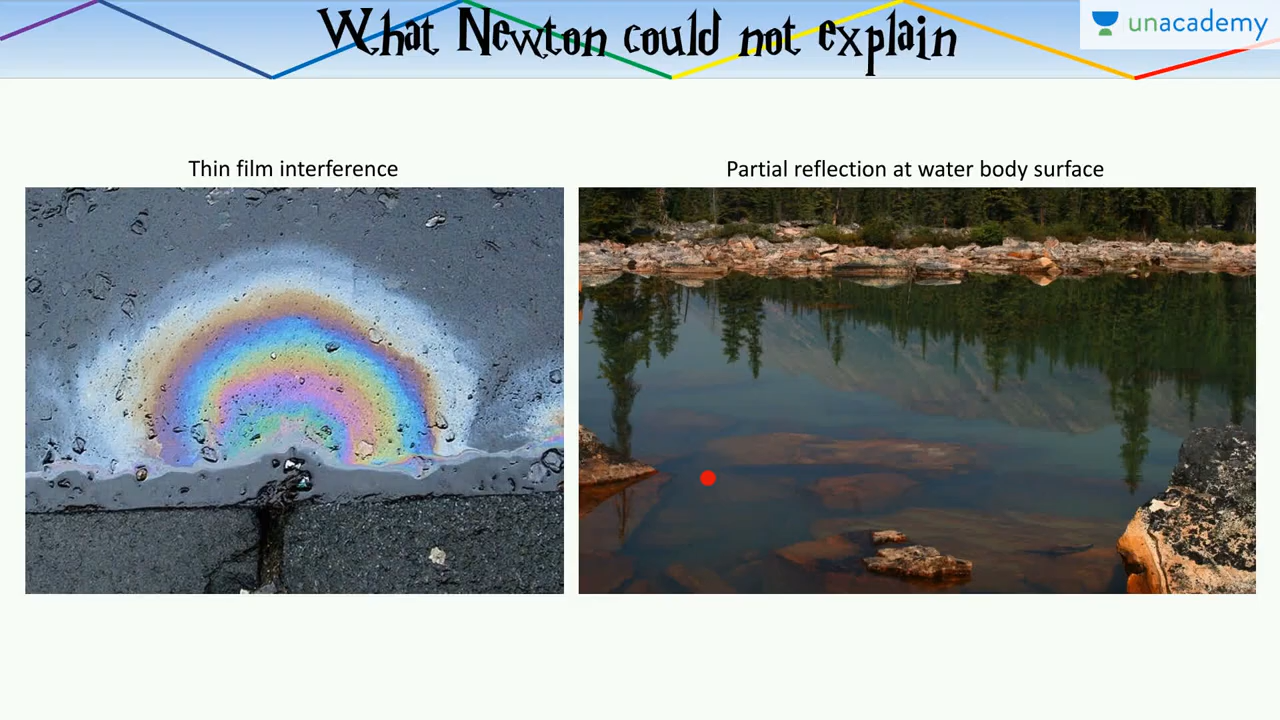 What Newton could not explain
unacademy
Thin film interference
Partial reflection at water body surface